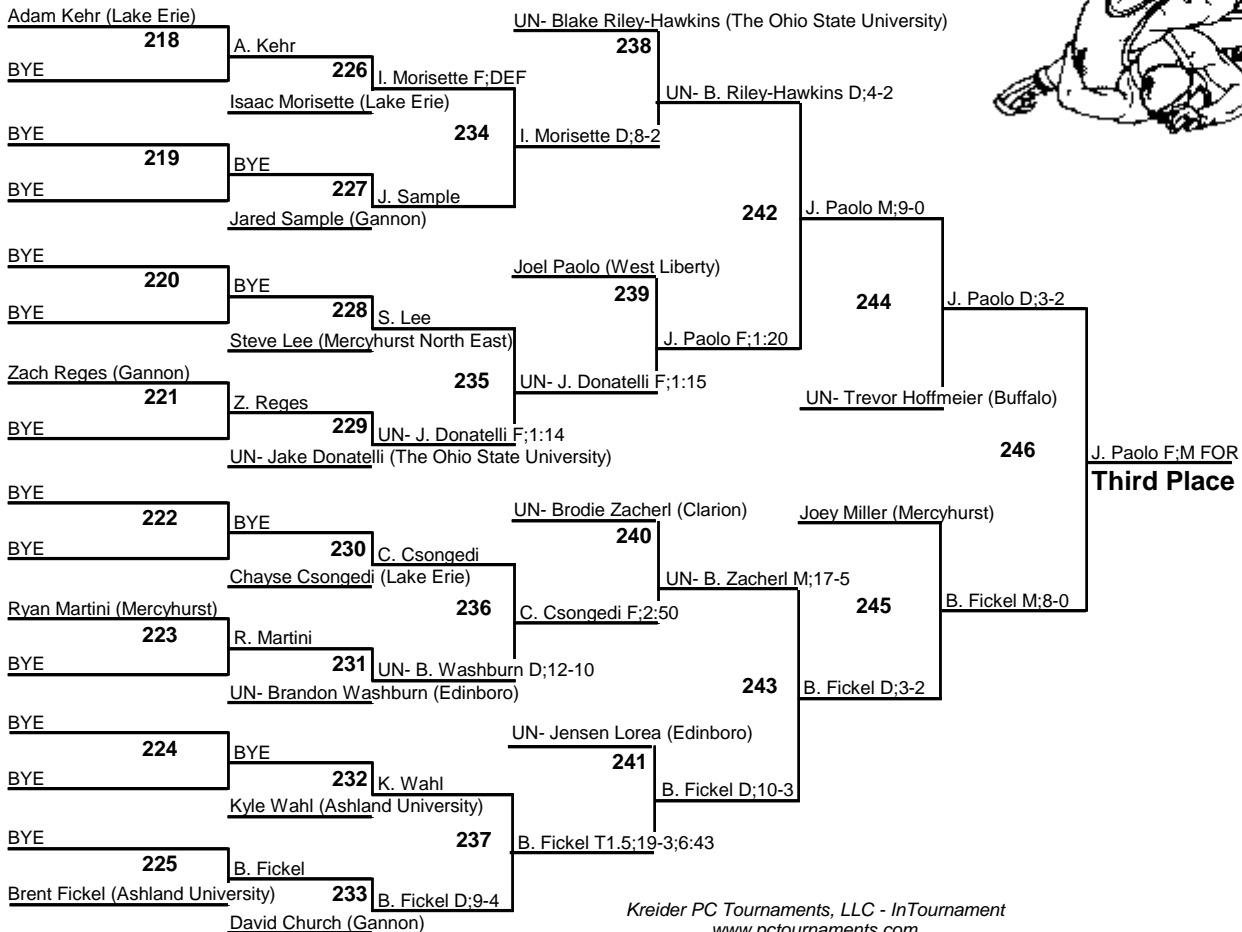 Adam Kehr (Lake Erie)
218
BYE
A. Kehr
226
Isaac Morisette (Lake Erie)
I. Morisette F;DEF
BYE
219
BYE
BYE
227
Jared Sample (Gannon)
J. Sample
234
I. Morisette D;8-2
UN- Blake Riley-Hawkins (The Ohio State University)
238
UN- B. Riley-Hawkins D;4-2
BYE
220
BYE
BYE
228
Steve Lee (Mercyhurst North East)
S. Lee
Zach Reges (Gannon)
221
BYE
Z. Reges
229
UN- Jake Donatelli (The Ohio State University)
UN- J. Donatelli F;1:14
235
UN- J. Donatelli F;1:15
Joel Paolo (West Liberty)
239
J. Paolo F;1:20
242
J. Paolo M;9-0
244
UN- Trevor Hoffmeier (Buffalo)
J. Paolo D;3-2
BYE
222
BYE
BYE
230
Chayse Csongedi (Lake Erie)
C. Csongedi
Ryan Martini (Mercyhurst)
223
BYE
R. Martini
231
UN- Brandon Washburn (Edinboro)
UN- B. Washburn D;12-10
236
C. Csongedi F;2:50
UN- Brodie Zacherl (Clarion)
240
UN- B. Zacherl M;17-5
BYE
224
BYE
BYE
232
Kyle Wahl (Ashland University)
K. Wahl
BYE
225
Brent Fickel (Ashland University)
B. Fickel
233
David Church (Gannon)
B. Fickel D;9-4
237
B. Fickel T1.5;19-3;6:43
UN- Jensen Lorea (Edinboro)
241
B. Fickel D;10-3
243
B. Fickel D;3-2
Joey Miller (Mercyhurst)
245
B. Fickel M;8-0
246
J. Paolo F;M FOR
Third Place
Kreider PC Tournaments, LLC - InTournament
www.pctournaments.com